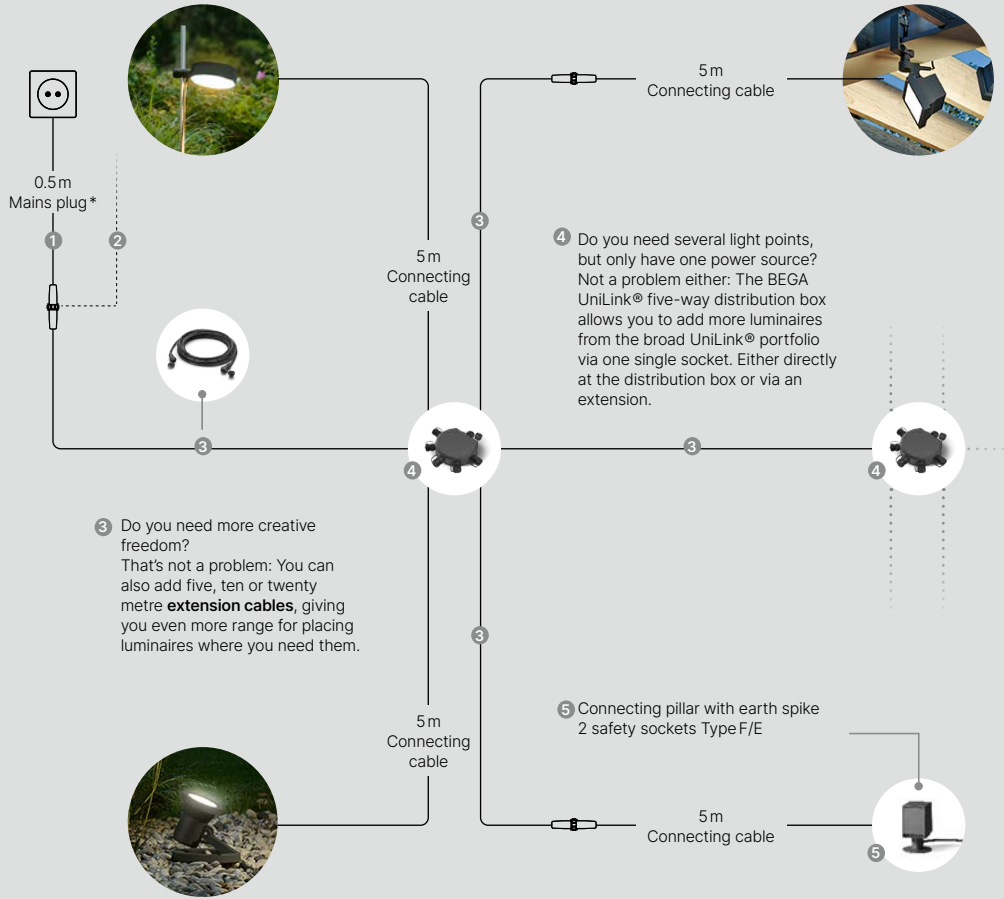 0.5 m
Mains plug *
1
2
5 m
Connecting
cable
3
5 m
Connecting cable
4 Do you need several light points,
but only have one power source?
Not a problem either: The BEGA
UniLink® five-way distribution box
allows you to add more luminaires
from the broad UniLink® portfolio
via one single socket. Either directly
at the distribution box or via an
extension.
3
4
3
4
3 Do you need more creative
freedom?
That's not a problem: You can
also add five, ten or twenty
metre extension cables, giving
you even more range for placing
luminaires where you need them.
3
5 m
Connecting
cable
5 Connecting pillar with earth spike
2 safety sockets Type F/E
5 m
Connecting cable
5